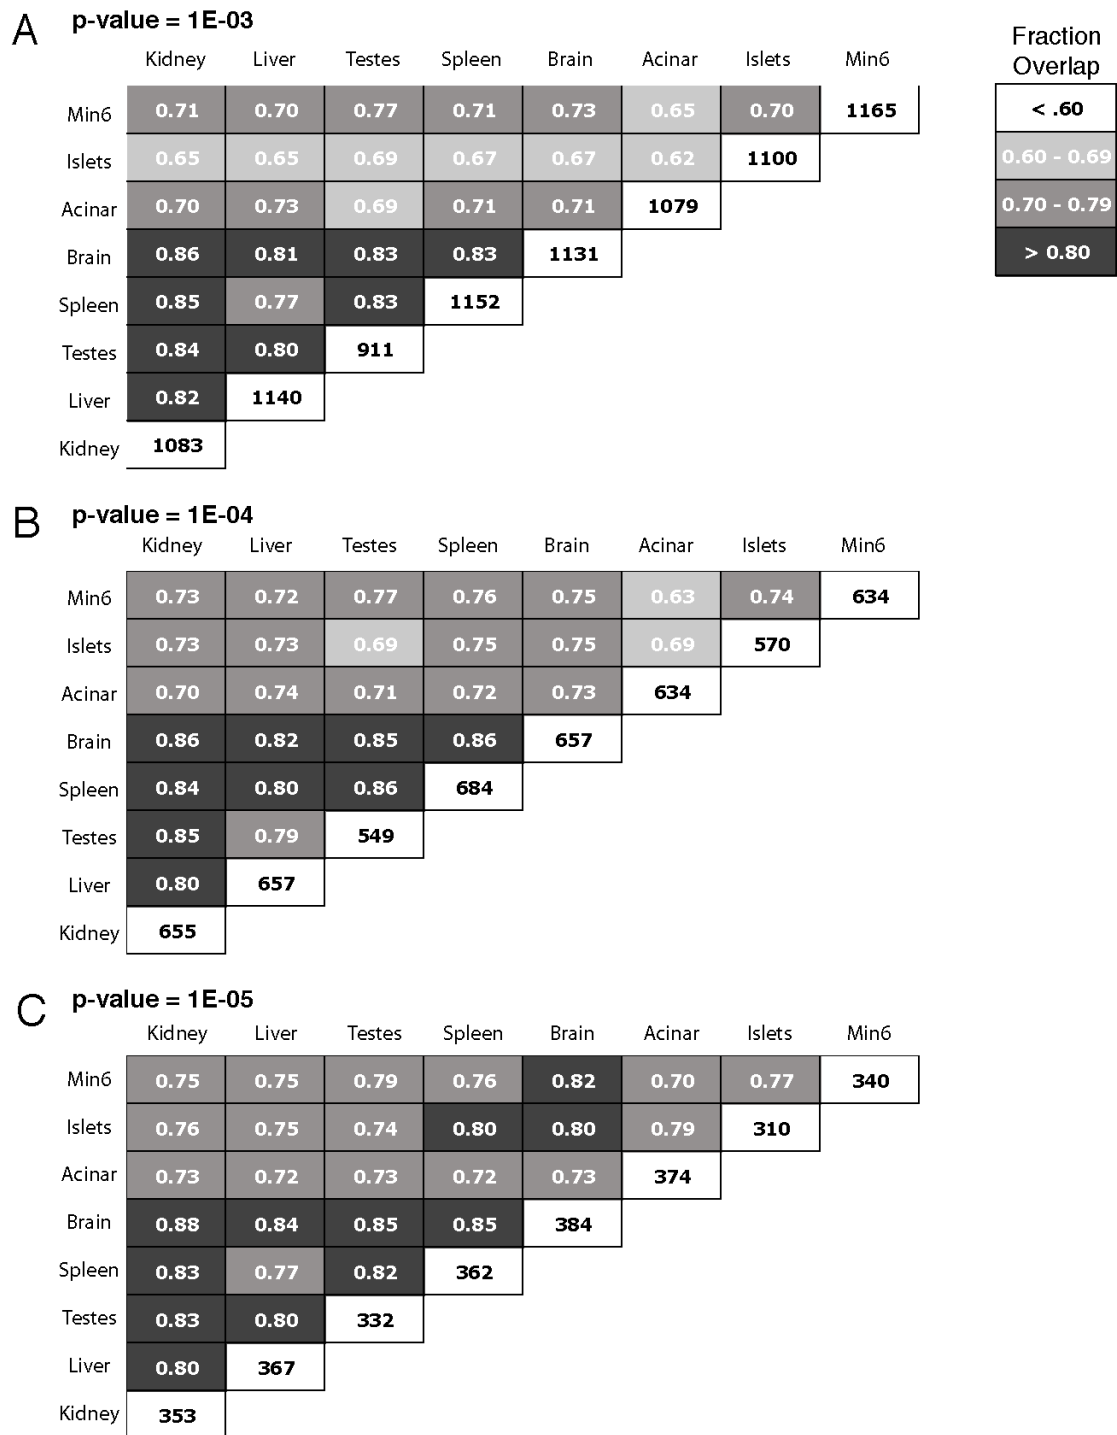 A p-value = 1E-03
Fraction
Overlap
Kidney Liver Testes Spleen Brain Acinar Islets Min6
Min6 0.71 0.70 0.77 0.71 0.73 0.65 0.70 1165
< .60
Islets 0.65 0.65 0.69 0.67 0.67 0.62 1100
0.60 - 0.69
Acinar 0.70 0.73 0.69 0.71 0.71 1079
0.70 - 0.79
Brain 0.86 0.81 0.83 0.83 1131
> 0.80
Spleen 0.85 0.77 0.83 1152
Testes 0.84 0.80 911
Liver 0.82 1140
Kidney 1083
B p-value = 1E-04
Kidney Liver Testes Spleen Brain Acinar Islets Min6
Min6 0.73 0.72 0.77 0.76 0.75 0.63 0.74 634
Islets 0.73 0.73 0.69 0.75 0.75 0.69 570
Acinar 0.70 0.74 0.71 0.72 0.73 634
Brain 0.86 0.82 0.85 0.86 657
Spleen 0.84 0.80 0.86 684
Testes 0.85 0.79 549
Liver 0.80 657
Kidney 655
C p-value = 1E-05
Kidney Liver Testes Spleen Brain Acinar Islets Min6
Min6 0.75 0.75 0.79 0.76 0.82 0.70 0.77 340
Islets 0.76 0.75 0.74 0.80 0.80 0.79 310
Acinar 0.73 0.72 0.73 0.72 0.73 374
Brain 0.88 0.84 0.85 0.85 384
Spleen 0.83 0.77 0.82 362
Testes 0.83 0.80 332
Liver 0.80 367
Kidney 353